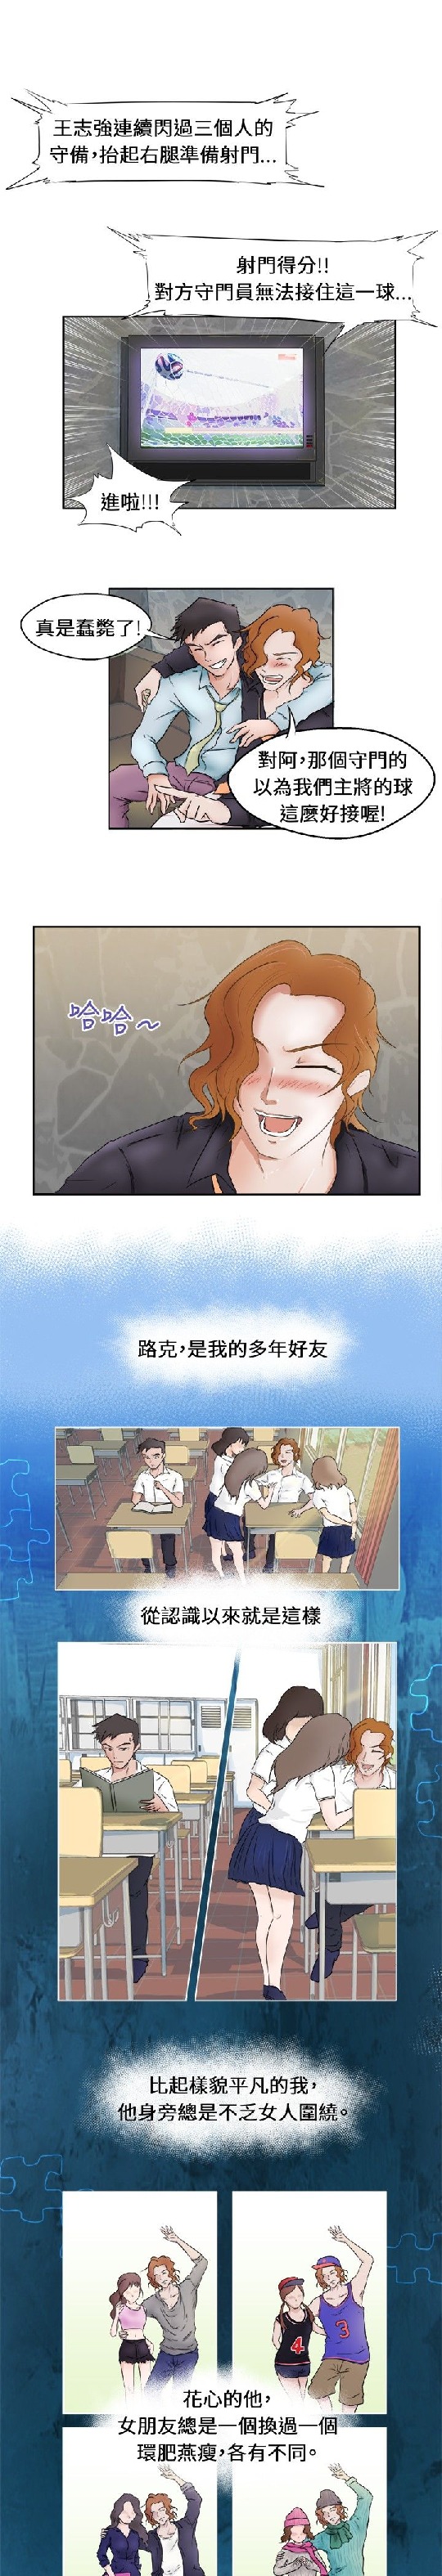 王志強連續閃過三個人的
守備，抬起右腿準備射門...
射門得分!!
對方守門員無法接住這一球...
進啦!!!
真是蠢斃了!
對阿，那個守門的
以為我們主將的球
這麼好接喔!
哈哈~
路克，是我的多年好友
從認識以來就是這樣
比起樣貌平凡的我，
他身旁總是不乏女人圍繞。
4
3
花心的他，
女朋友總是一個換過一個
環肥燕瘦，各有不同。